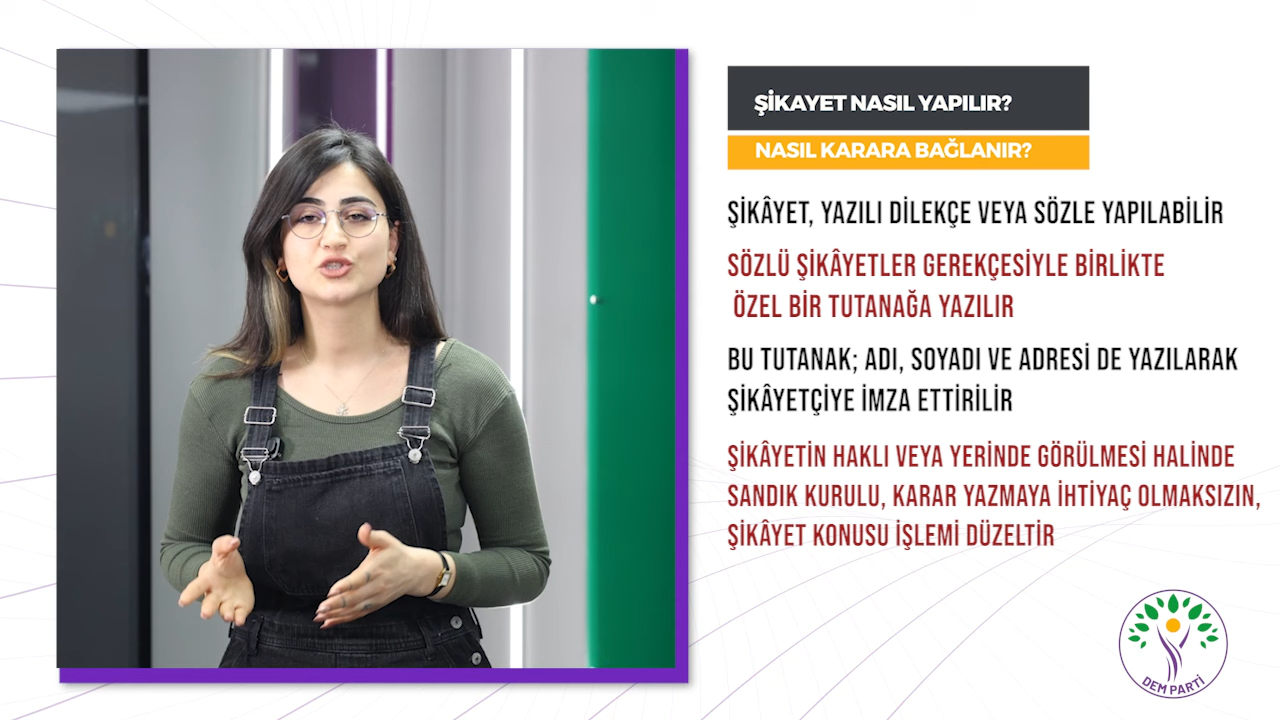 ŞİKAYET NASIL YAPILIR?
NASIL KARARA BAĞLANIR?
ŞİKÂYET, YAZILI DİLEKÇE VEYA SÖZLE YAPILABİLİR
SÖZLÜ ŞİKÂYETLER GEREKÇESİYLE BİRLİKTE
ÖZEL BİR TUTANAĞA YAZILIR
BU TUTANAK; ADI, SOYADI VE ADRESİ DE YAZILARAK
ŞİKÂYETÇİYE İMZA ETTİRİLİR
ŞİKÂYETİN HAKLI VEYA YERİNDE GÖRÜLMESİ HALİNDE
SANDIK KURULU, KARAR YAZMAYA İHTİYAÇ OLMAKSIZIN,
ŞİKÂYET KONUSU İŞLEMİ DÜZELTİR
DEM PARTİ